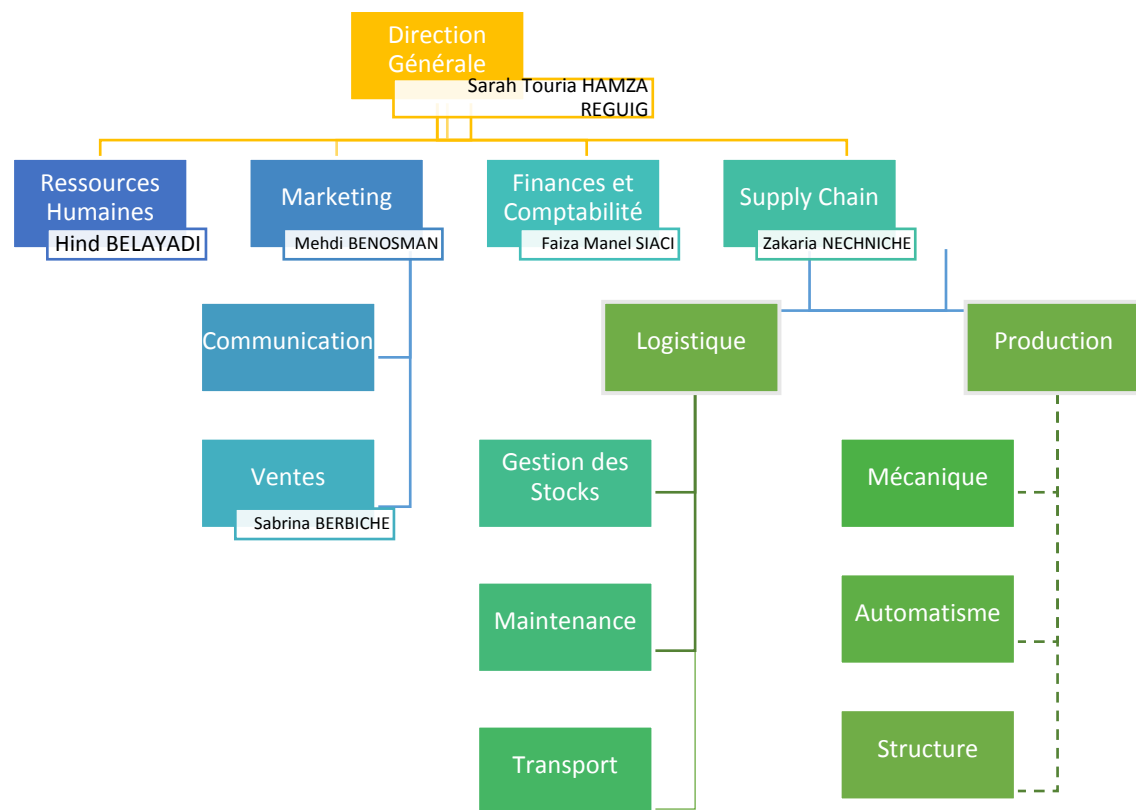 Direction
Générale
Sarah Touria HAMZA
REGUIG
Ressources
Humaines
Hind BELAYADI
Marketing
Mehdi BENOSMAN
Finances et
Comptabilité
Faiza Manel SIACI
Supply Chain
Zakaria NECHNICHE
Communication
Logistique
Production
Ventes
Sabrina BERBICHE
Gestion des
Stocks
Mécanique
Maintenance
Automatisme
Transport
Structure